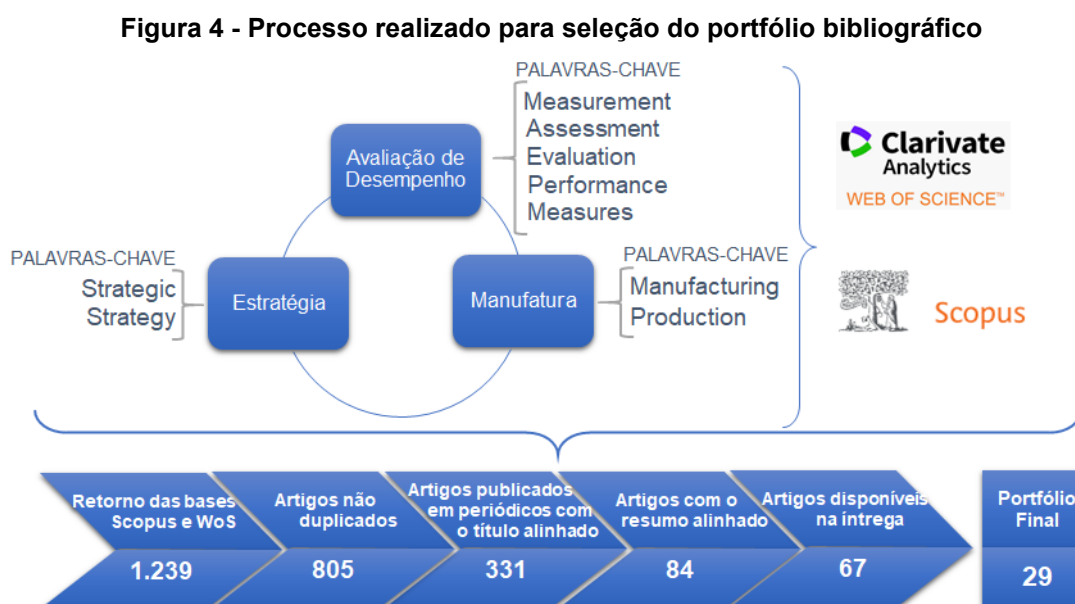 Figura 4 - Processo realizado para seleção do portfólio bibliográfico
PALAVRAS-CHAVE
Measurement
Assessment
Evaluation
Performance
Measures
Avaliação de
Desempenho
PALAVRAS-CHAVE
Strategic
Strategy
Estratégia
Manufatura
PALAVRAS-CHAVE
Manufacturing
Production
Clarivate
Analytics
WEB OF SCIENCE™
Scopus
Retorno das bases
Scopus e WoS
1.239
Artigos não
duplicados
805
Artigos publicados
em periódicos com
o título alinhado
331
Artigos com o
resumo alinhado
84
Artigos disponíveis
na íntrega
67
Portfólio
Final
29